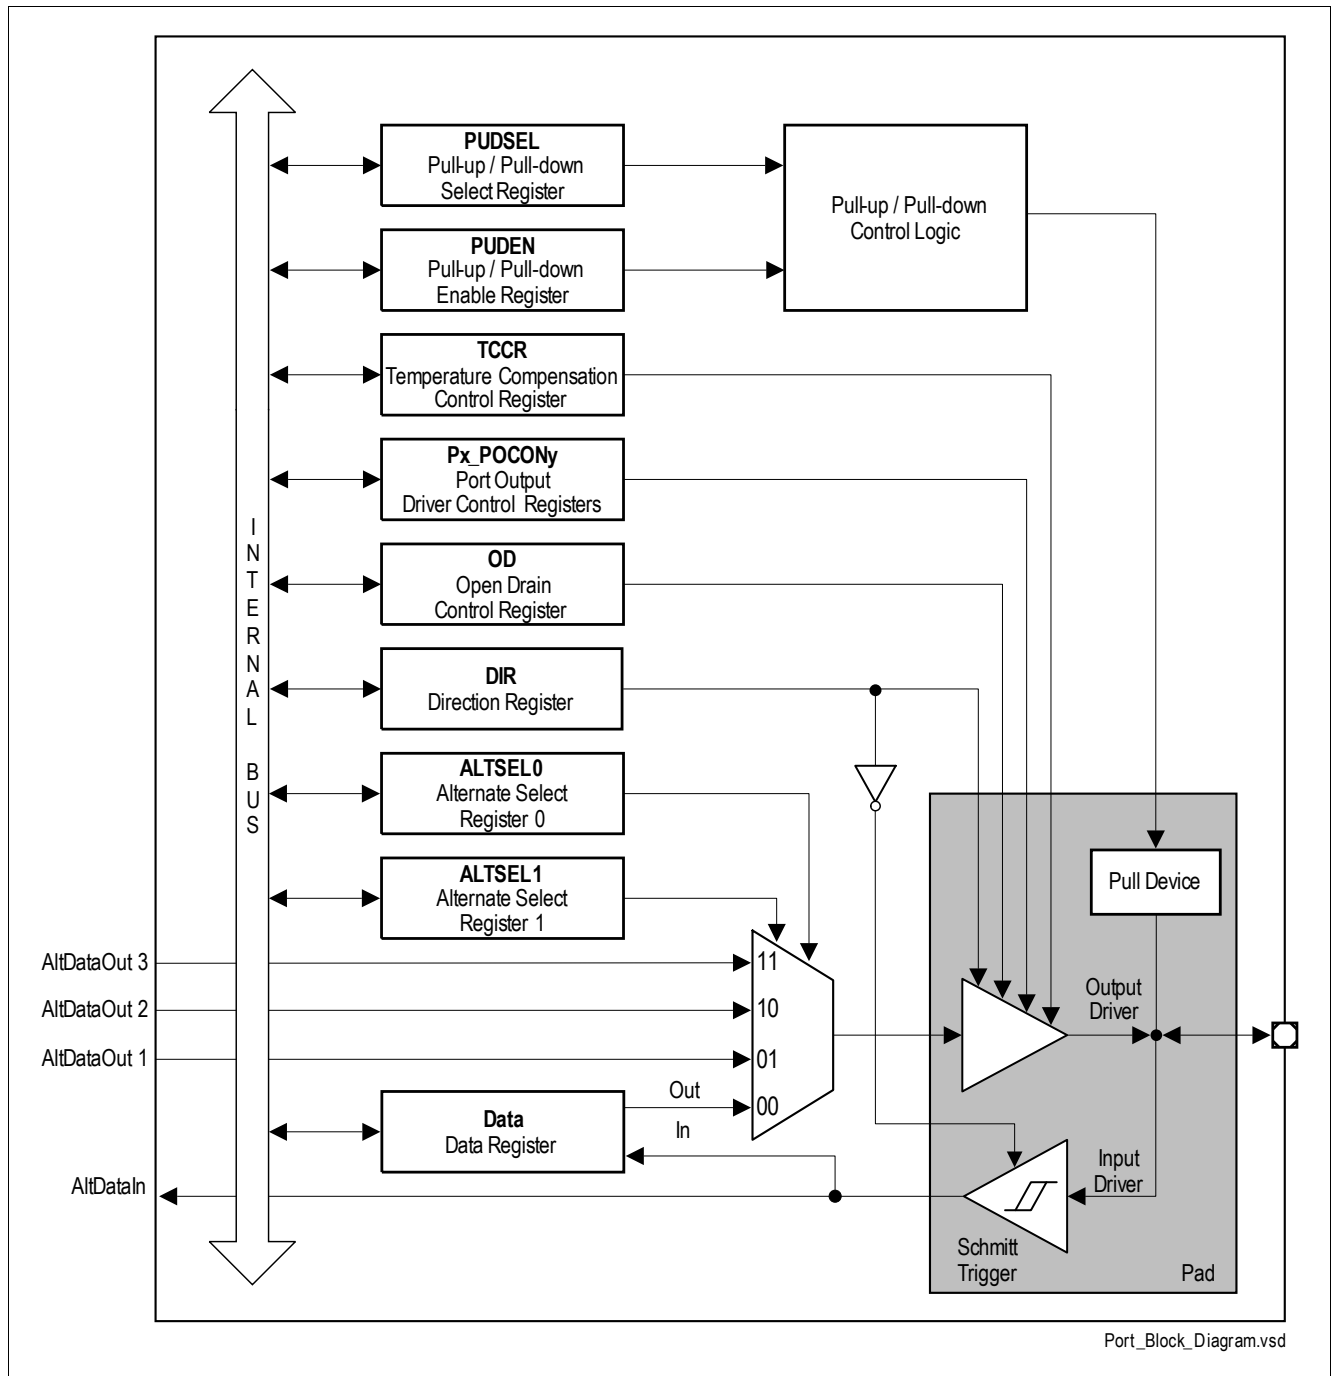 PUDSEL
Pull-up / Pull-down
Select Register
Pull-up / Pull-down
Control Logic
PUDEN
Pull-up / Pull-down
Enable Register
TCCR
Temperature Compensation
Control Register
Px_POCONy
Port Output
Driver Control Registers
OD
Open Drain
Control Register
DIR
Direction Register
INTERNAL BUS
ALTSEL0
Alternate Select
Register 0
ALTSEL1
Alternate Select
Register 1
Pull Device
AltDataOut 3
11
AltDataOut 2
10
AltDataOut 1
01
00
Output
Driver
Data
Data Register
Out
In
AltDataIn
Input
Driver
Schmitt
Trigger
Pad
Port_Block_Diagram.vsd